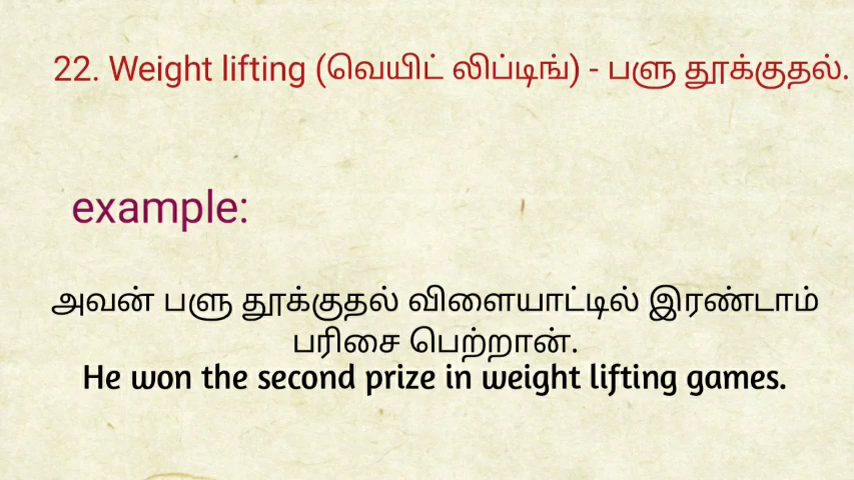 22. Weight lifting (வெயிட் லிப்டிங்) - பளு தூக்குதல்.
example:
அவன் பளு தூக்குதல் விளையாட்டில் இரண்டாம்
பரிசை பெற்றான்.
He won the second prize in weight lifting games.